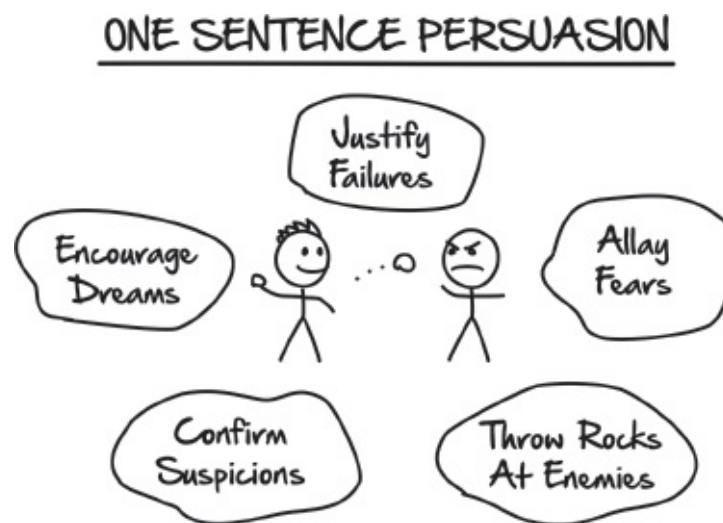 ONE SENTENCE PERSUASION
Justify
Failures
Encourage
Dreams
Allay
Fears
Confirm
Suspicions
Throw Rocks
At Enemies